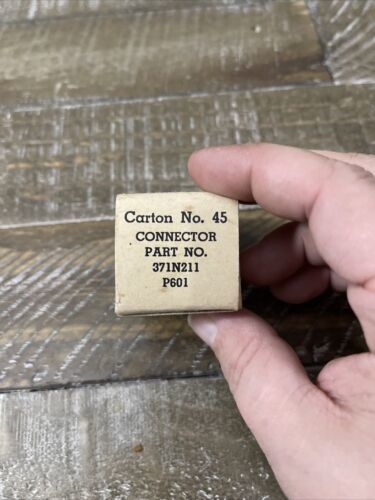 Carton No. 45
CONNECTOR
PART NO.
371N211
P601